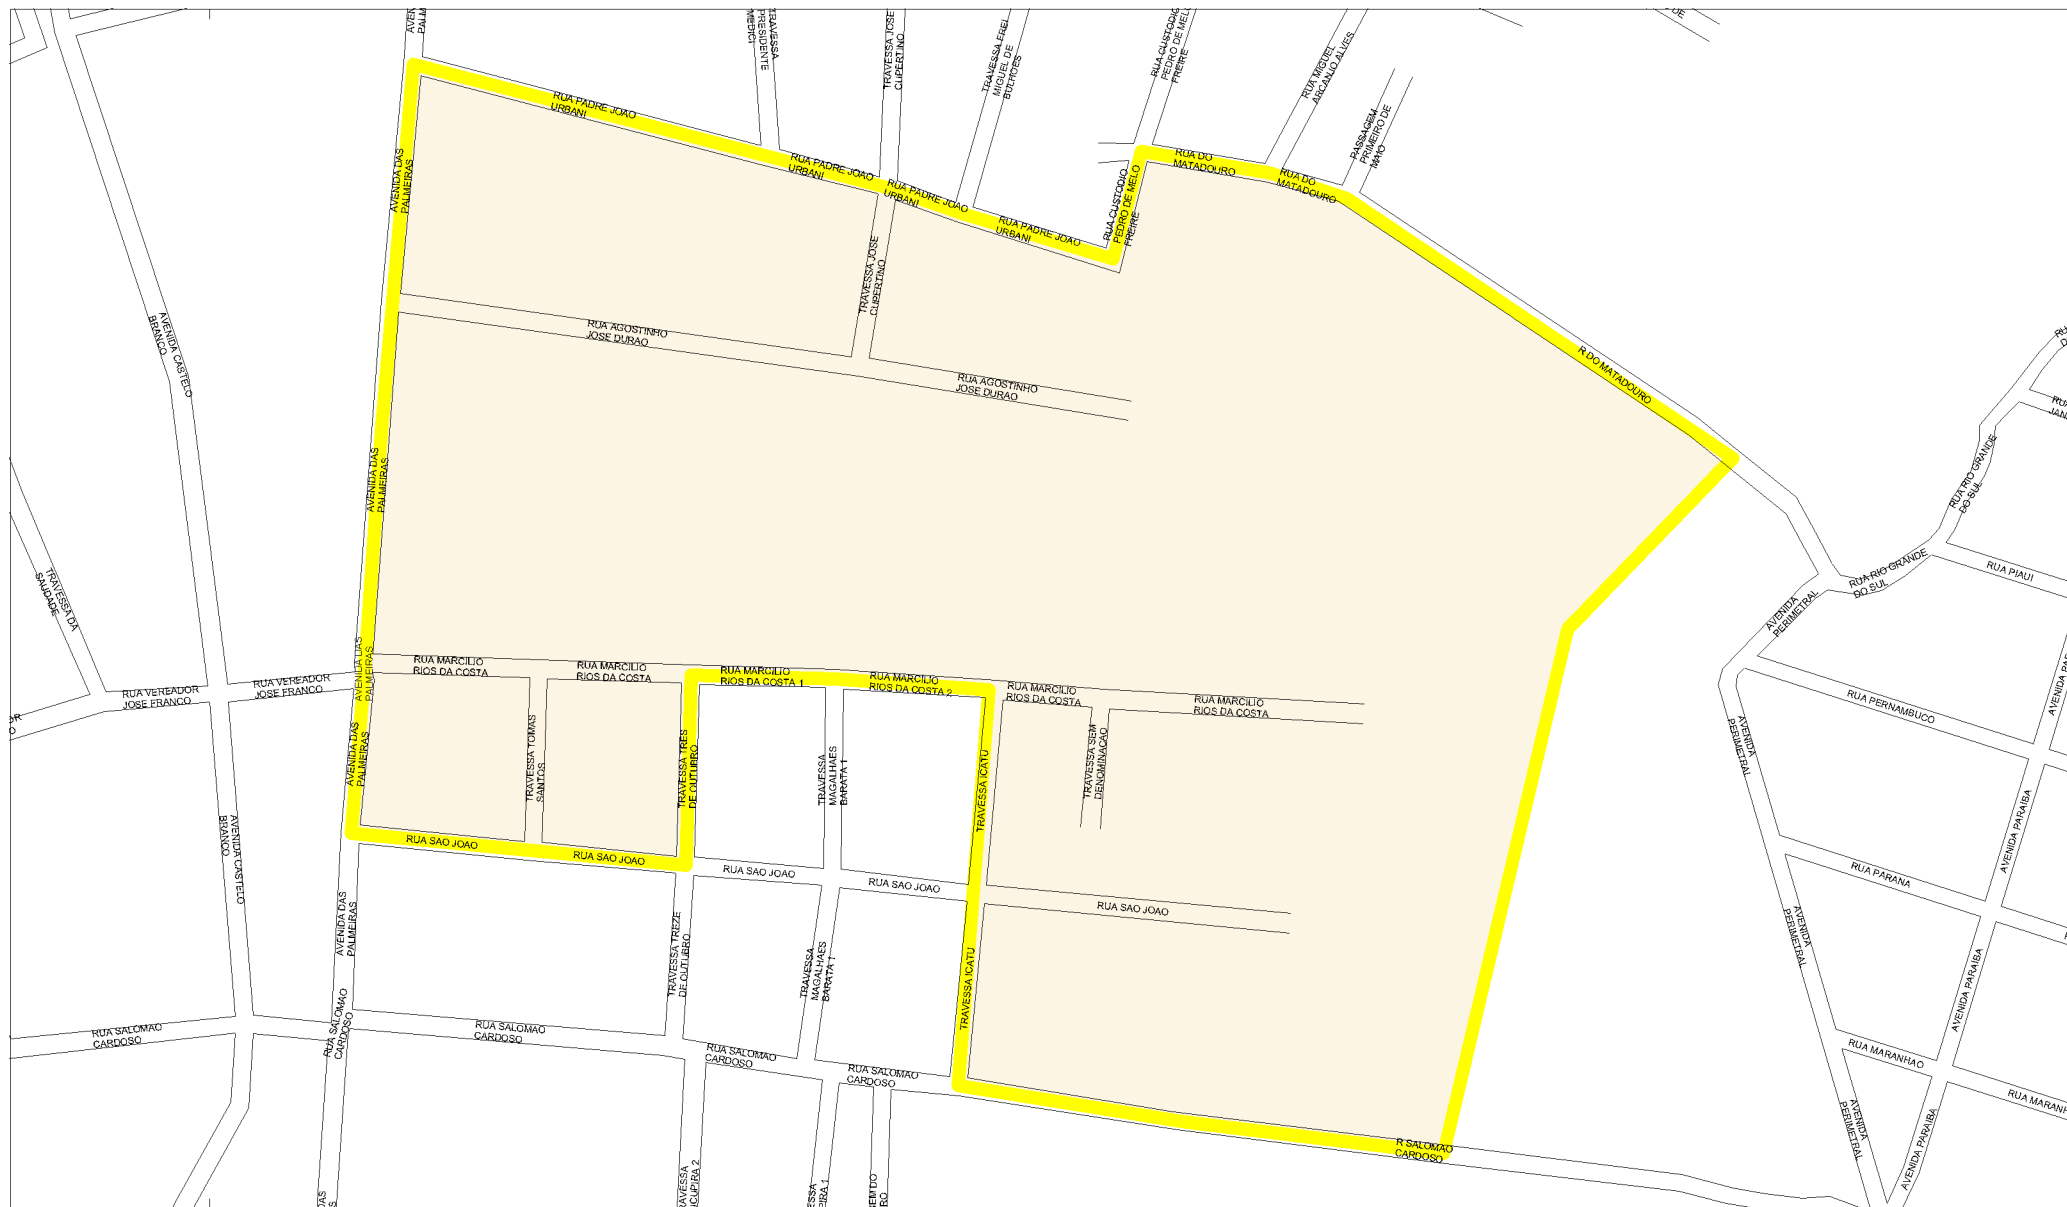 TRAVESSA
PRESIDENTE
MEDICI
TRAVESSA JOSE
CUPERTINO
TRAVESSA FREI
MIGUEL DE
BULHOES
RUA CUSTODIO
PEDRO DE MELO
FREIRE
RUA MIGUEL
ARCANJO ALVES
PASSAGEM
PRIMEIRO DE
MAIO
RUA PADRE JOAO
URBANI
RUA PADRE JOAO
URBANI
RUA PADRE JOAO
URBANI
RUA PADRE JOAO
URBANI
RUA CUSTODIO
PEDRO DE MELO
FREIRE
RUA DO
MATADOURO
RUA DO
MATADOURO
R DO MATADOURO
AVENIDA DAS
PALMEIRAS
TRAVESSA JOSE
CUPERTINO
RUA AGOSTINHO
JOSE DURAO
RUA AGOSTINHO
JOSE DURAO
AVENIDA CASTELO
BRANCO
AVENIDA DAS
PALMEIRAS
RUA RIO GRANDE
DO SUL
RUA RIO GRANDE
DO SUL
RUA PIAUI
TRAVESSA DA
SAUDADE
AVENIDA
PERIMETRAL
RUA VEREADOR
JOSE FRANCO
RUA VEREADOR
JOSE FRANCO
AVENIDA DAS
PALMEIRAS
RUA MARCILIO
RIOS DA COSTA
RUA MARCILIO
RIOS DA COSTA
RUA MARCILIO
RIOS DA COSTA 1
RUA MARCILIO
RIOS DA COSTA 2
RUA MARCILIO
RIOS DA COSTA
RUA MARCILIO
RIOS DA COSTA
RUA PERNAMBUCO
AVENIDA
PERIMETRAL
AVENIDA DAS
PALMEIRAS
TRAVESSA TOMAS
SANTOS
TRAVESSA TRES
DE OUTUBRO
TRAVESSA
MAGALHAES
BARATA 1
TRAVESSA ICATU
TRAVESSA SEM
DENOMINACAO
AVENIDA PARAIBA
RUA SAO JOAO
RUA SAO JOAO
RUA SAO JOAO
RUA SAO JOAO
RUA SAO JOAO
RUA PARANA
AVENIDA CASTELO
BRANCO
AVENIDA DAS
PALMEIRAS
TRAVESSA TREZE
DE OUTUBRO
TRAVESSA
MAGALHAES
BARATA 1
TRAVESSA ICATU
AVENIDA
PERIMETRAL
AVENIDA PARAIBA
RUA SALOMAO
CARDOSO
RUA SALOMAO
CARDOSO
RUA SALOMAO
CARDOSO
RUA SALOMAO
CARDOSO
RUA SALOMAO
CARDOSO
R SALOMAO
CARDOSO
RUA MARANHAO
AVENIDA
PERIMETRAL
AVENIDA PARAIBA